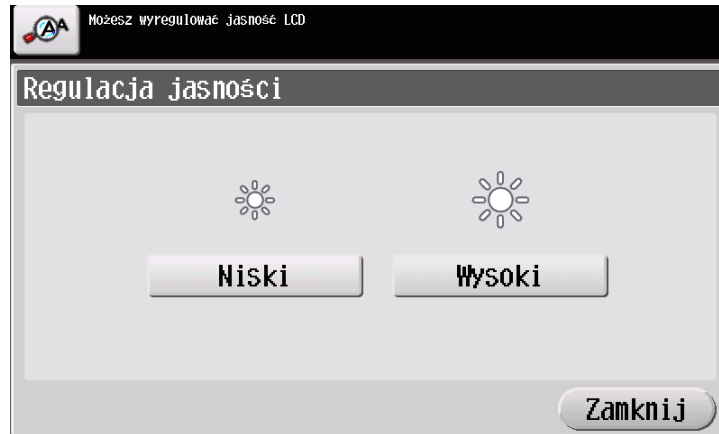 Możesz wyregulować jasność LCD
Regulacja jasności
Niski
Wysoki
Zamknij